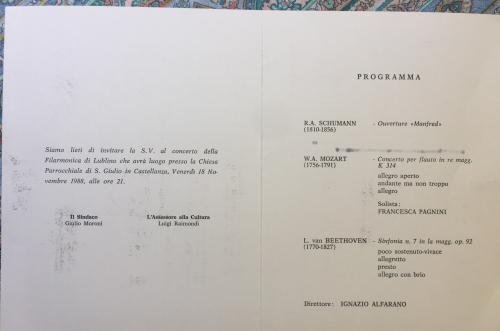 Siamo lieti di invitare la S.V. al concerto della
Filarmonica di Lublino che avrà luogo presso la Chiesa
Parrocchiale di S. Giulio in Castellanza, Venerdì 18 No-
vembre 1988, alle ore 21.
Il Sindaco
Giulio Moroni
L'Assessore alla Cultura
Luigi Raimondi
PROGRAMMA
R.A. SCHUMANN - Ouverture «Manfred»
(1810-1856)
W.A. MOZART - Concerto per flauto in re magg.
(1756-1791) K 314
allegro aperto
andante ma non troppo
allegro
Solista:
FRANCESCA PAGNINI
L. van BEETHOVEN - Sinfonia n. 7 in la magg. op. 92
(1770-1827)
poco sostenuto-vivace
allegretto
presto
allegro con brio
Direttore: IGNAZIO ALFARANO